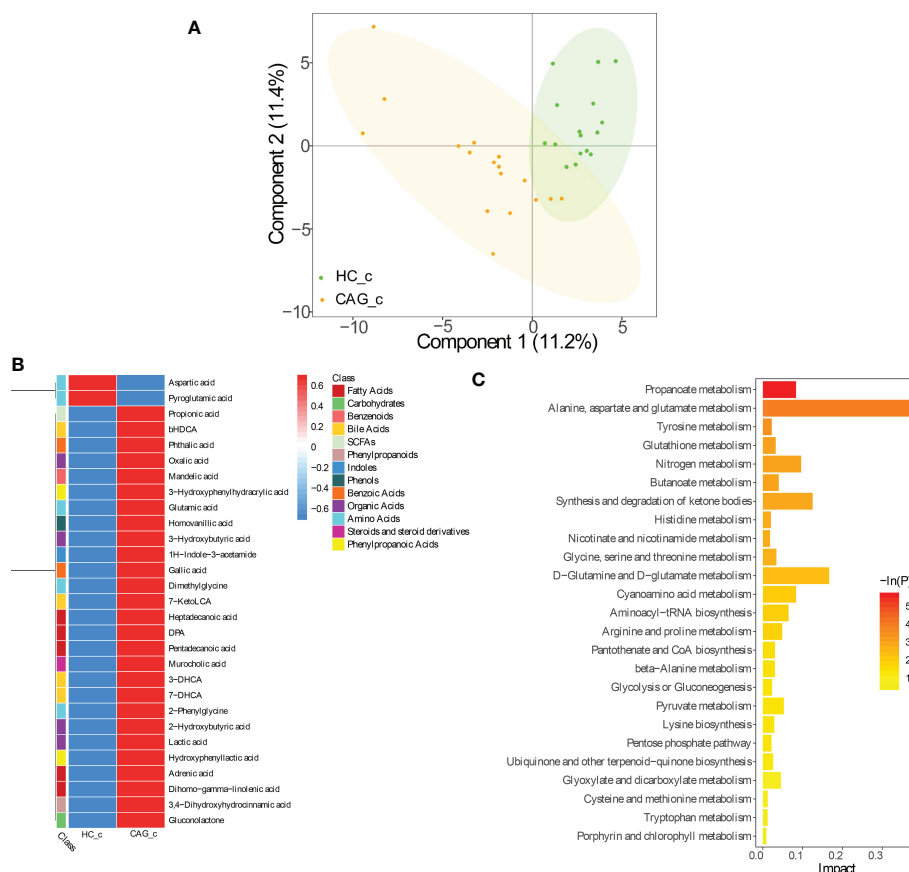 A
Component 2 (11.4%)
5
0
−5
−10
HC_c
CAG_c
−10
−5
0
5
Component 1 (11.2%)
B
Aspartic acid
Pyroglutamic acid
Propionic acid
bHDCA
Phthalic acid
Oxalic acid
Mandelic acid
3−Hydroxyphenylhydracrylic acid
Glutamic acid
Homovanillic acid
3−Hydroxybutyric acid
1H−Indole−3−acetamide
Gallic acid
Dimethylglycine
7−KetoLCA
Heptadecanoic acid
DPA
Pentadecanoic acid
Murocholic acid
3−DHCA
7−DHCA
2−Phenylglycine
2−Hydroxybutyric acid
Lactic acid
Hydroxyphenyllactic acid
Adrenic acid
Dihomo−gamma−linolenic acid
3,4−Dihydroxyhydrocinnamic acid
Gluconolactone
Class
HC_c
CAG_c
0.6
0.4
0.2
0
−0.2
−0.4
−0.6
Class
Fatty Acids
Carbohydrates
Benzenoids
Bile Acids
SCFAs
Phenylpropanoids
Indoles
Phenols
Benzoic Acids
Organic Acids
Amino Acids
Steroids and steroid derivatives
Phenylpropanoic Acids
C
Propanoate metabolism
Alanine, aspartate and glutamate metabolism
Tyrosine metabolism
Glutathione metabolism
Nitrogen metabolism
Butanoate metabolism
Synthesis and degradation of ketone bodies
Histidine metabolism
Nicotinate and nicotinamide metabolism
Glycine, serine and threonine metabolism
D−Glutamine and D−glutamate metabolism
Cyanoamino acid metabolism
Aminoacyl−tRNA biosynthesis
Arginine and proline metabolism
Pantothenate and CoA biosynthesis
beta−Alanine metabolism
Glycolysis or Gluconeogenesis
Pyruvate metabolism
Lysine biosynthesis
Pentose phosphate pathway
Ubiquinone and other terpenoid−quinone biosynthesis
Glyoxylate and dicarboxylate metabolism
Cysteine and methionine metabolism
Tryptophan metabolism
Porphyrin and chlorophyll metabolism
0.0
0.1
0.2
0.3
Impact
−ln(P)
5
4
3
2
1